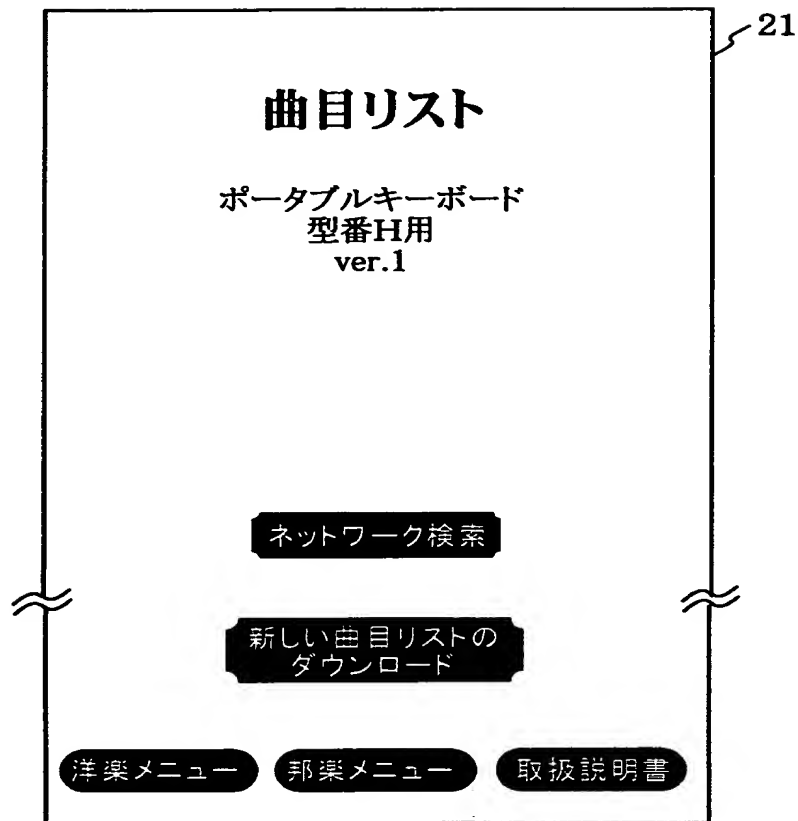 21
曲目リスト
ポータブルキーボード
型番H用
ver.1
ネットワーク検索
新しい曲目リストの
ダウンロード
洋楽メニュー 邦楽メニュー 取扱説明書